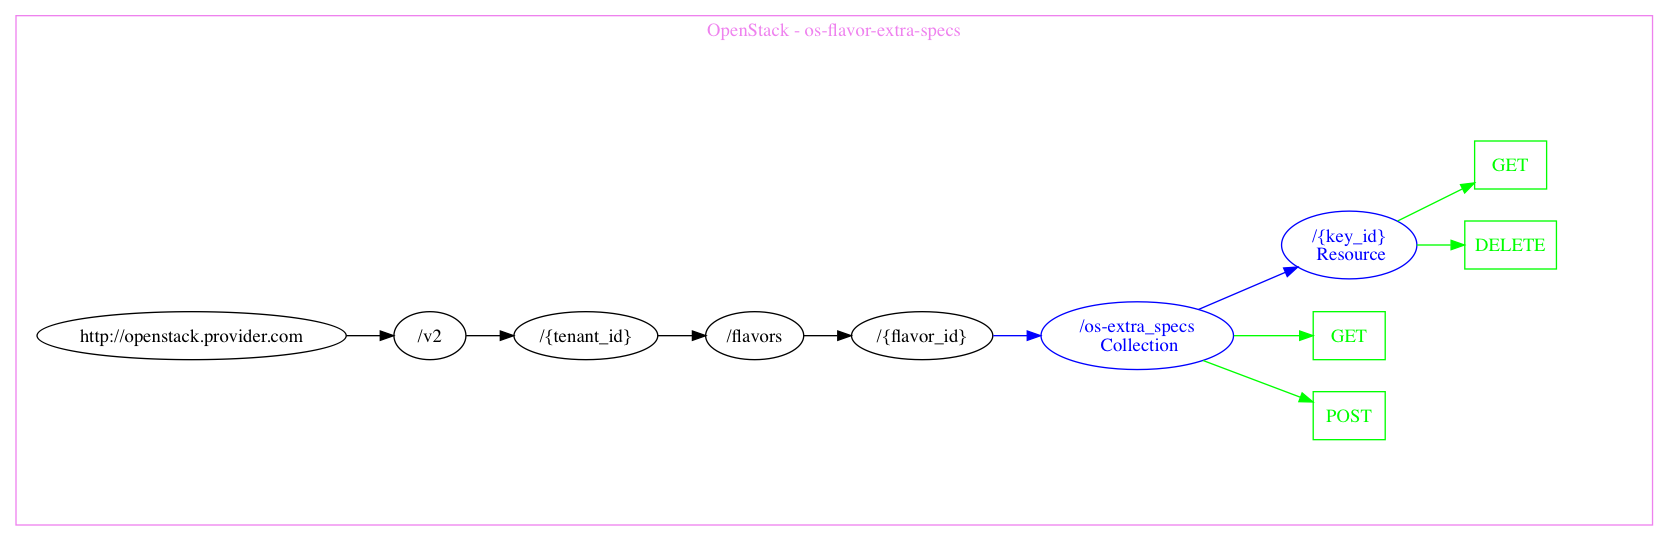 OpenStack - os-flavor-extra-specs
GET
/{key_id}
Resource
DELETE
http://openstack.provider.com
/v2
/{tenant_id}
/flavors
/{flavor_id}
/os-extra_specs
Collection
GET
POST